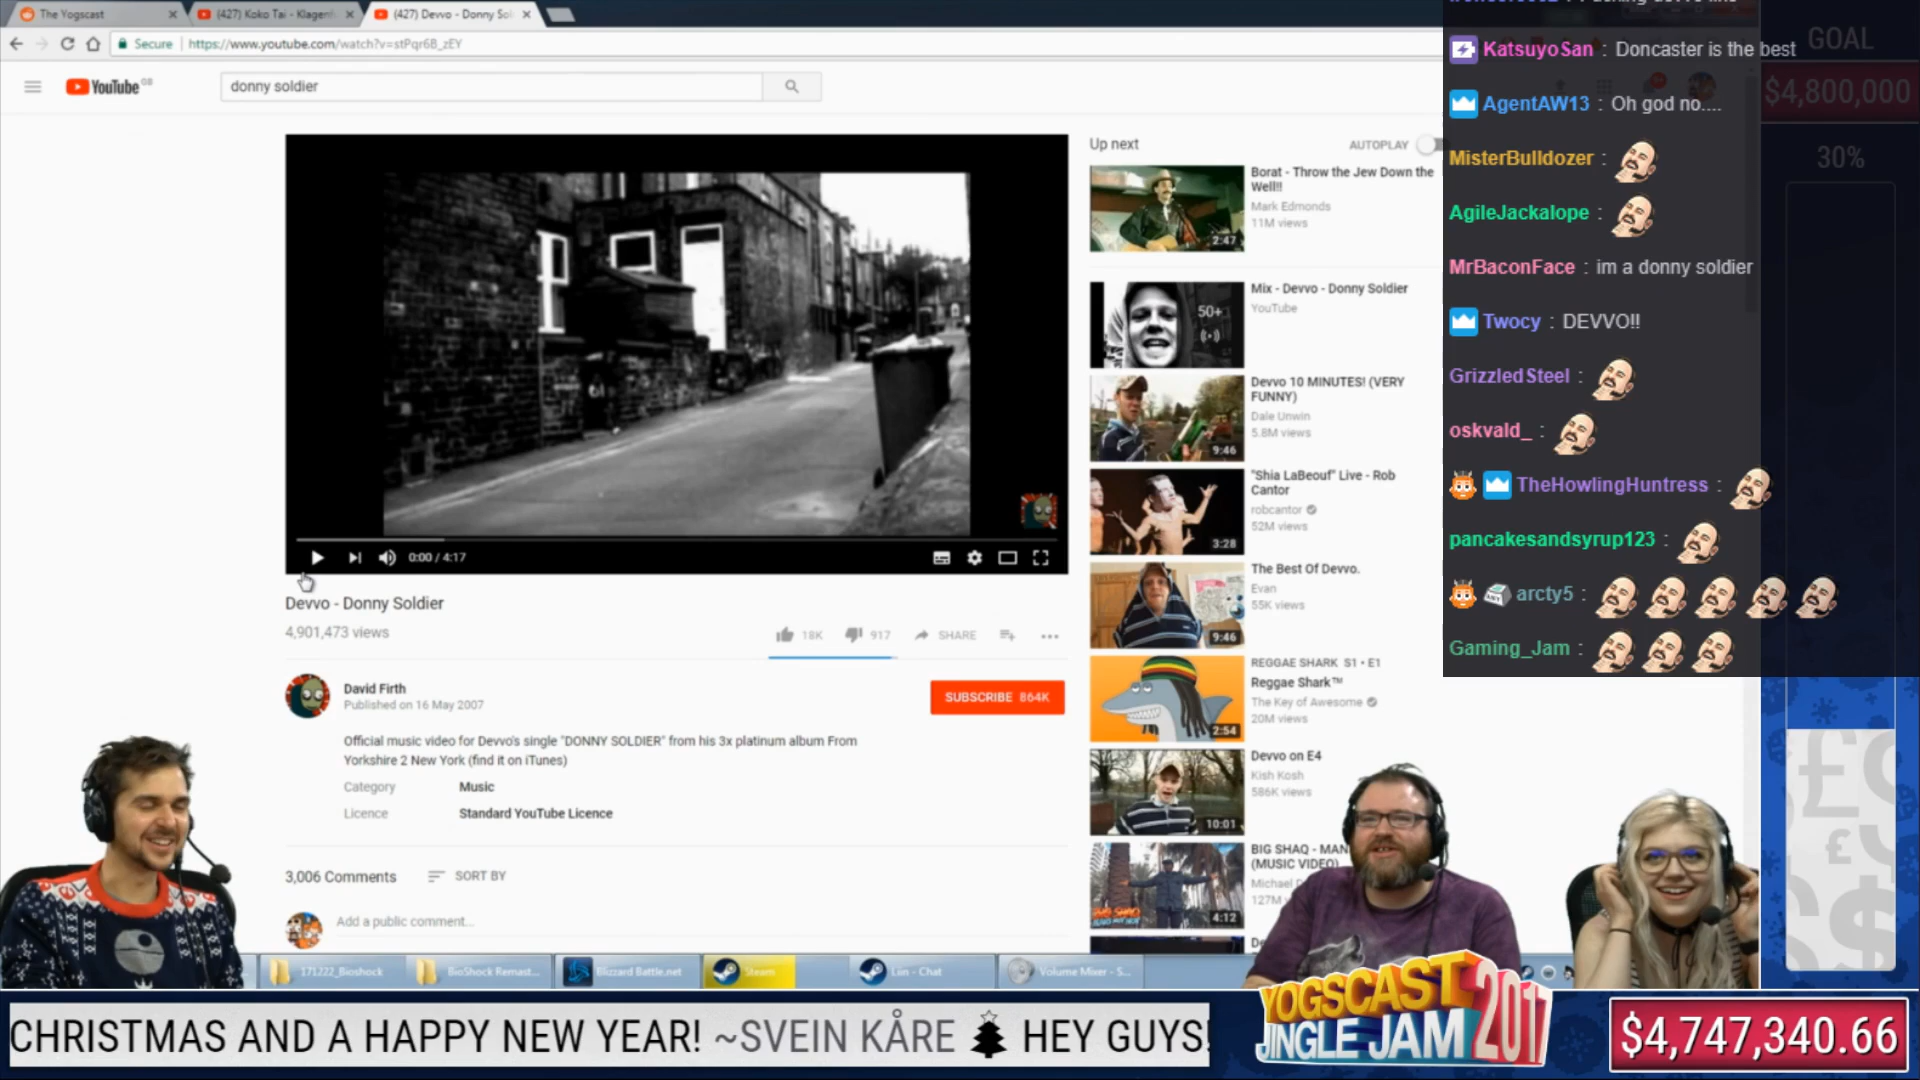 The Yogscast
(427) Koko Tai - Klagenf
(427) Devvo - Donny Sol
Secure
https://www.youtube.com/watch?v=stPqr6B_zEY
YouTube GB
donny soldier
0:00 / 4:17
Devvo - Donny Soldier
4,901,473 views
18K
917
SHARE
David Firth
Published on 16 May 2007
SUBSCRIBE 864K
Official music video for Devvo's single "DONNY SOLDIER" from his 3x platinum album From
Yorkshire 2 New York (find it on iTunes)
Category Music
Licence Standard YouTube Licence
3,006 Comments
SORT BY
Add a public comment...
Up next
AUTOPLAY
Borat - Throw the Jew Down the
Well!!
Mark Edmonds
11M views
2:47
Mix - Devvo - Donny Soldier
YouTube
50+
Devvo 10 MINUTES! (VERY
FUNNY)
Dale Unwin
5.8M views
9:46
"Shia LaBeouf" Live - Rob
Cantor
robcantor
52M views
3:28
The Best Of Devvo.
Evan
55K views
9:46
REGGAE SHARK S1 • E1
Reggae Shark™
The Key of Awesome
20M views
2:54
Devvo on E4
Kish Kosh
586K views
10:01
BIG SHAQ - MAN
(MUSIC VIDEO)
Michael D
127M
4:12
De
KatsuyoSan : Doncaster is the best
AgentAW13 : Oh god no....
MisterBulldozer :
AgileJackalope :
MrBaconFace : im a donny soldier
Twocy : DEVVO!!
GrizzledSteel :
oskvald_ :
TheHowlingHuntress :
pancakesandsyrup123 :
arcty5 :
Gaming_Jam :
GOAL
$4,800,000
30%
171222_Bioshock
BioShock Remast...
Blizzard Battle.net
Steam
Liin - Chat
Volume Mixer - S...
CHRISTMAS AND A HAPPY NEW YEAR! ~SVEIN KÅRE HEY GUYS!
YOGSCAST
JINGLE JAM 2017
$4,747,340.66